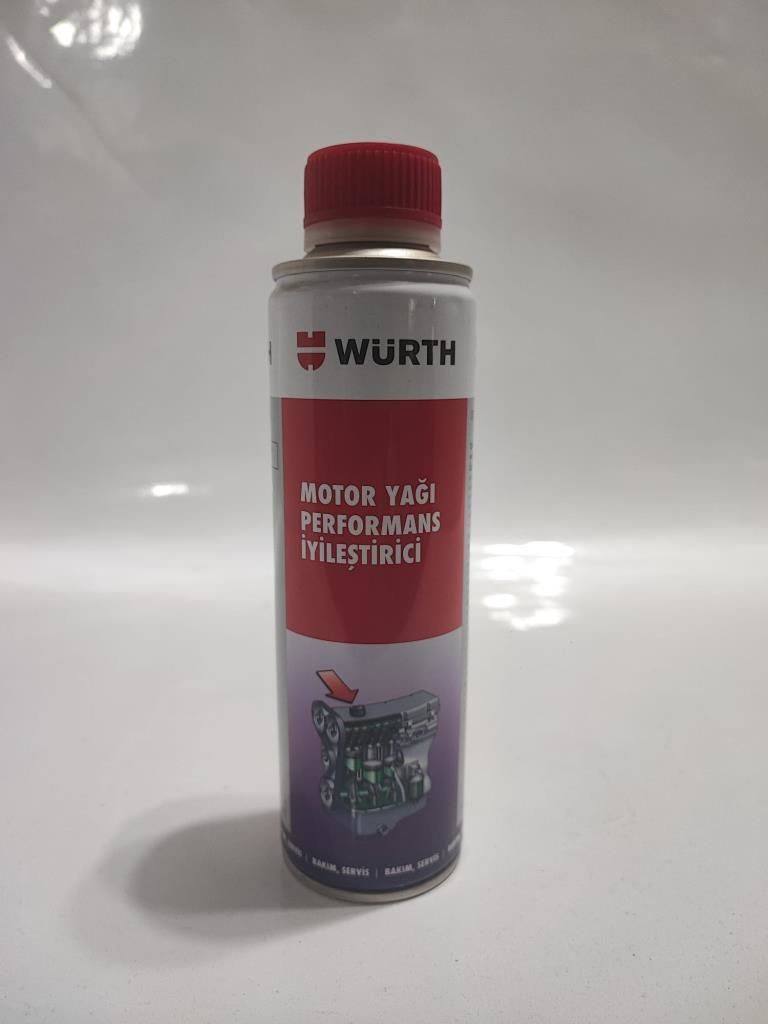 WÜRTH
MOTOR YAĞI
PERFORMANS
İYİLEŞTİRİCİ
BAKIM, SERVİS | BAKIM, SERVİS